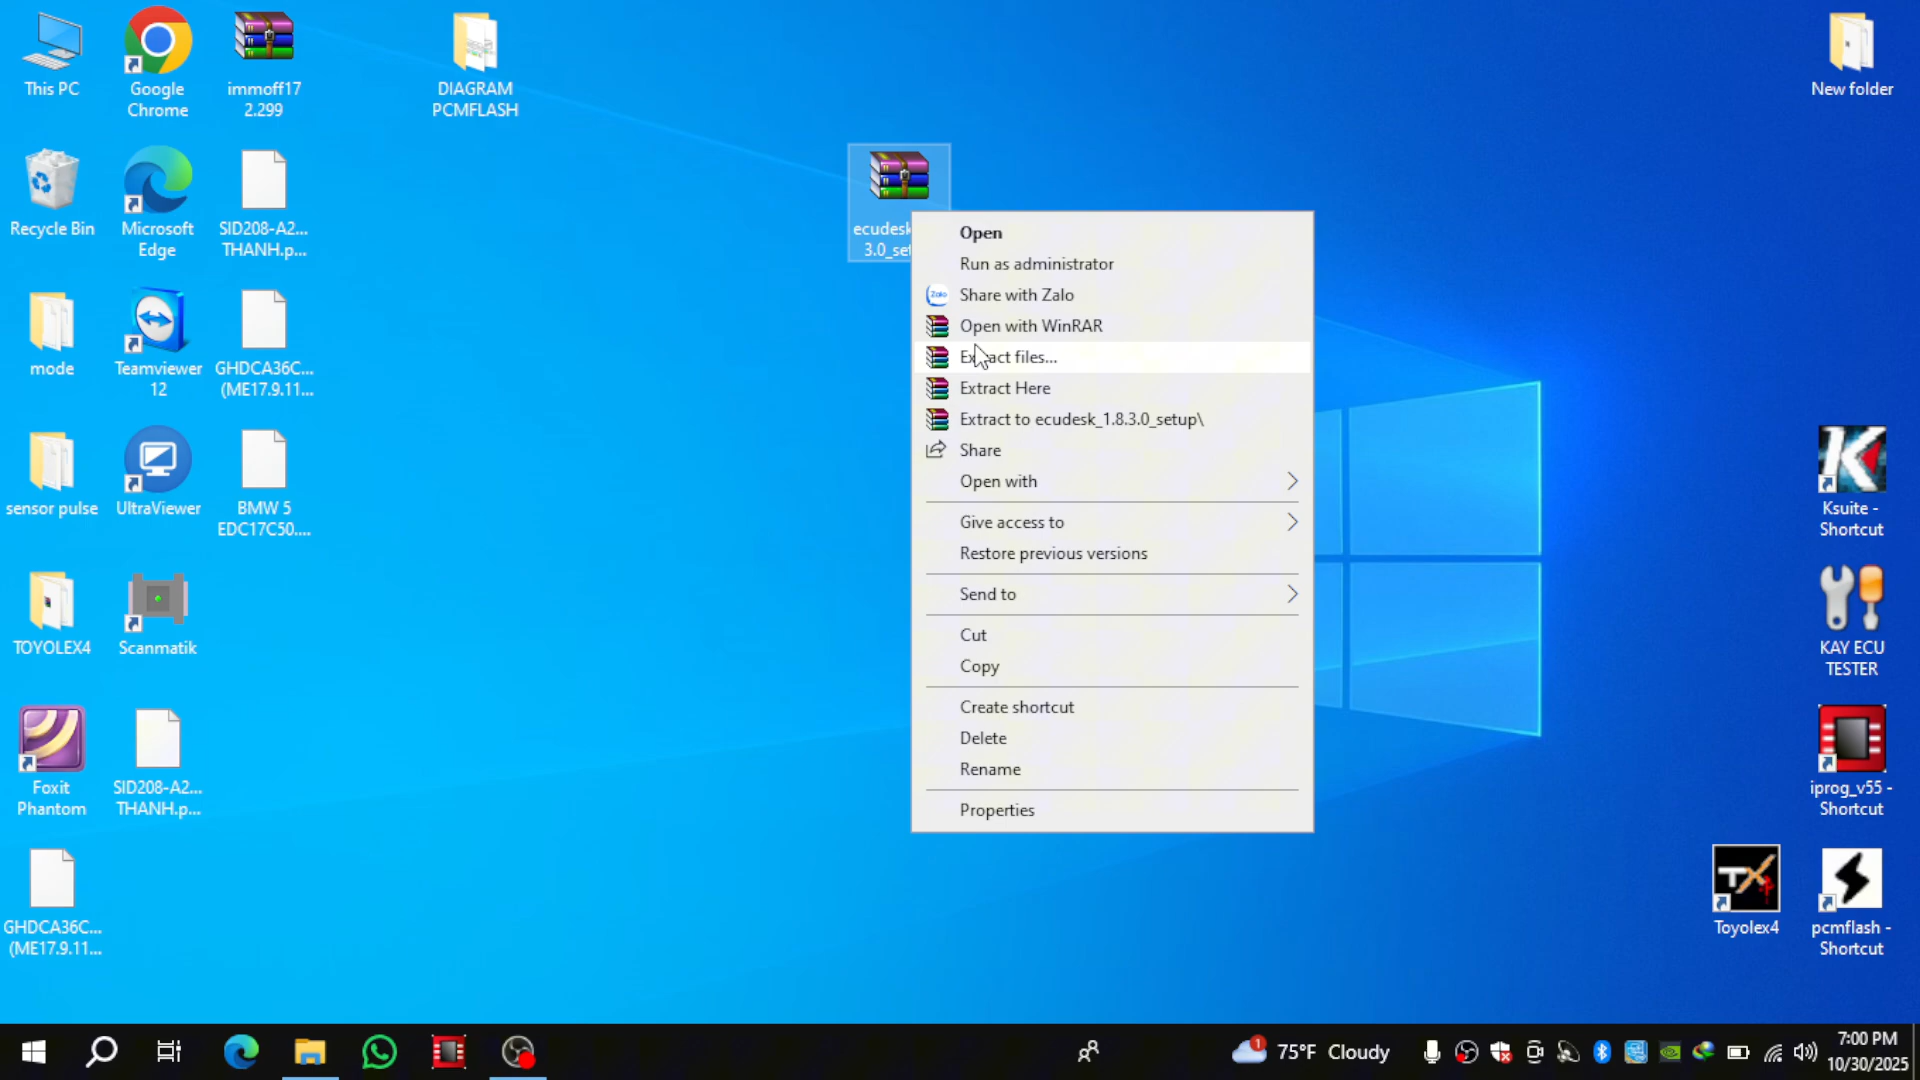 This PC
Google
Chrome
immoff17
2.299
DIAGRAM
PCMFLASH
New folder
Recycle Bin
Microsoft
Edge
SID208-A2...
THANH.p...
ecudesk
3.0_set
Open
Run as administrator
Zalo
Share with Zalo
Open with WinRAR
Extract files...
Extract Here
Extract to ecudesk_1.8.3.0_setup\
Share
Open with
Give access to
Restore previous versions
Send to
Cut
Copy
Create shortcut
Delete
Rename
Properties
mode
Teamviewer
12
GHDCA36C...
(ME17.9.11...
sensor pulse
UltraViewer
BMW 5
EDC17C50....
Ksuite -
Shortcut
TOYOLEX4
Scanmatik
KAY ECU
TESTER
Foxit
Phantom
SID208-A2...
THANH.p...
iprog_v55 -
Shortcut
GHDCA36C...
(ME17.9.11...
TX
Toyolex4
pcmflash -
Shortcut
1
75°F Cloudy
7:00 PM
10/30/2025